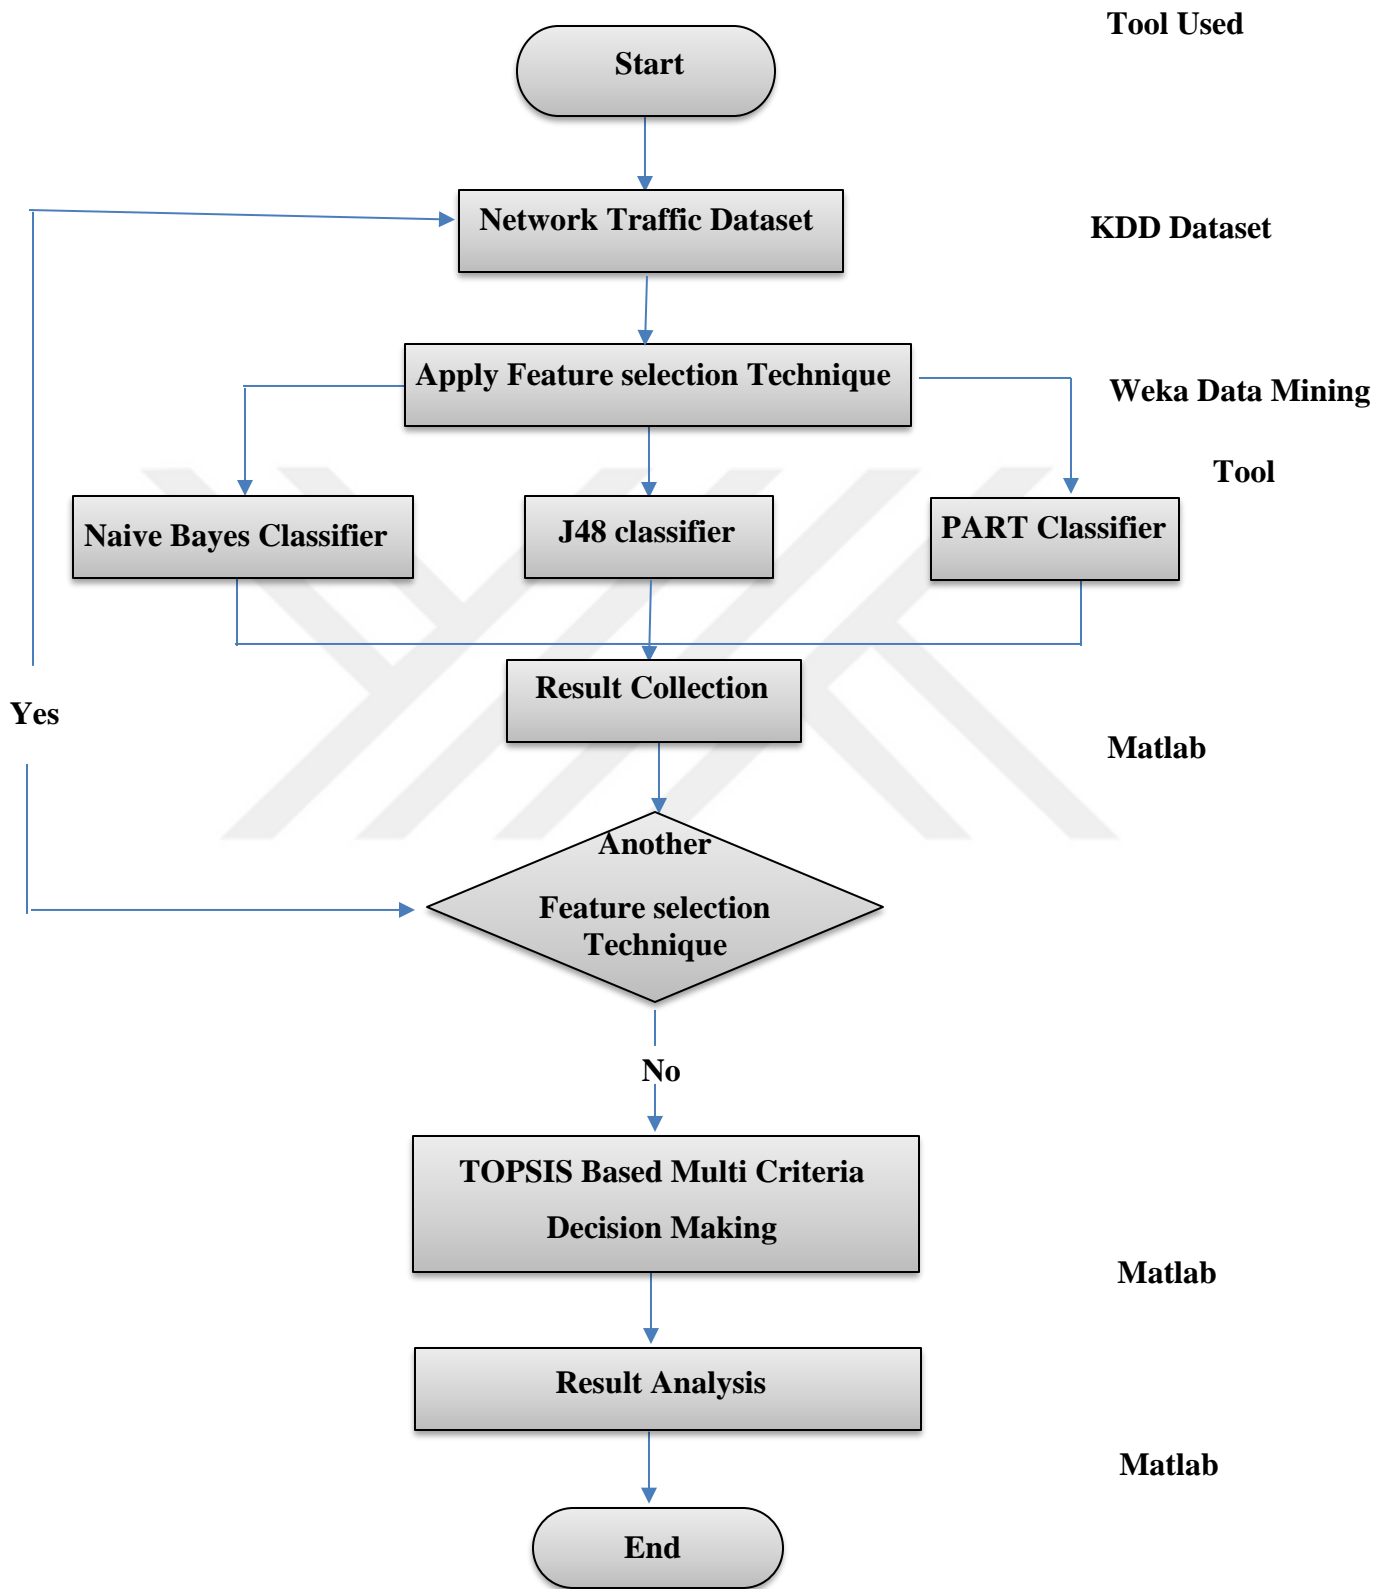 Tool Used
Start
Network Traffic Dataset
KDD Dataset
Apply Feature selection Technique
Weka Data Mining
Tool
Naive Bayes Classifier
J48 classifier
PART Classifier
Result Collection
Yes
Matlab
Another
Feature selection
Technique
No
TOPSIS Based Multi Criteria
Decision Making
Matlab
Result Analysis
Matlab
End